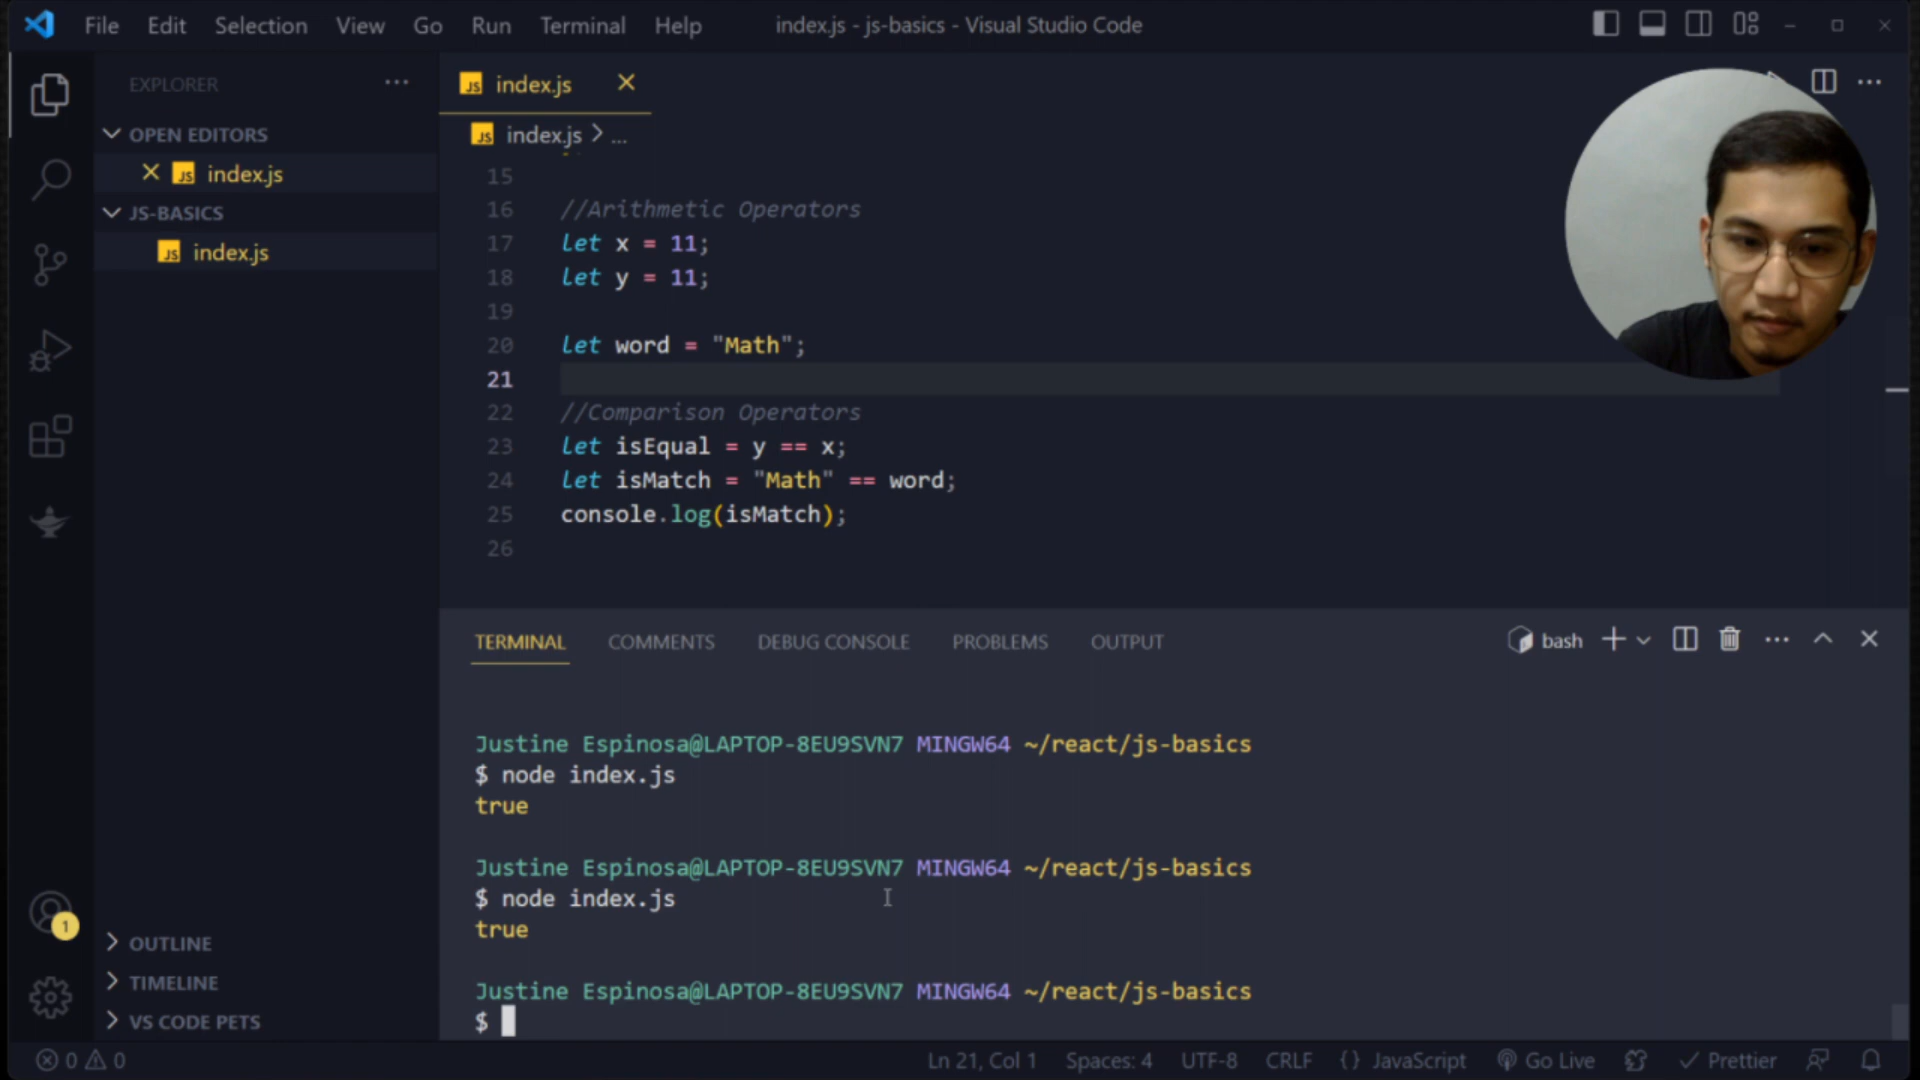 File Edit Selection View Go Run Terminal Help index.js - js-basics - Visual Studio Code
EXPLORER
OPEN EDITORS
JS index.js
JS-BASICS
JS index.js
OUTLINE
TIMELINE
VS CODE PETS
1
JS index.js
JS index.js > ...
15
16 //Arithmetic Operators
17 let x = 11;
18 let y = 11;
19
20 let word = "Math";
21
22 //Comparison Operators
23 let isEqual = y == x;
24 let isMatch = "Math" == word;
25 console.log(isMatch);
26
TERMINAL COMMENTS DEBUG CONSOLE PROBLEMS OUTPUT bash
Justine Espinosa@LAPTOP-8EU9SVN7 MINGW64 ~/react/js-basics
$ node index.js
true
Justine Espinosa@LAPTOP-8EU9SVN7 MINGW64 ~/react/js-basics
$ node index.js
true
Justine Espinosa@LAPTOP-8EU9SVN7 MINGW64 ~/react/js-basics
$
0 0 Ln 21, Col 1 Spaces: 4 UTF-8 CRLF {} JavaScript Go Live Prettier